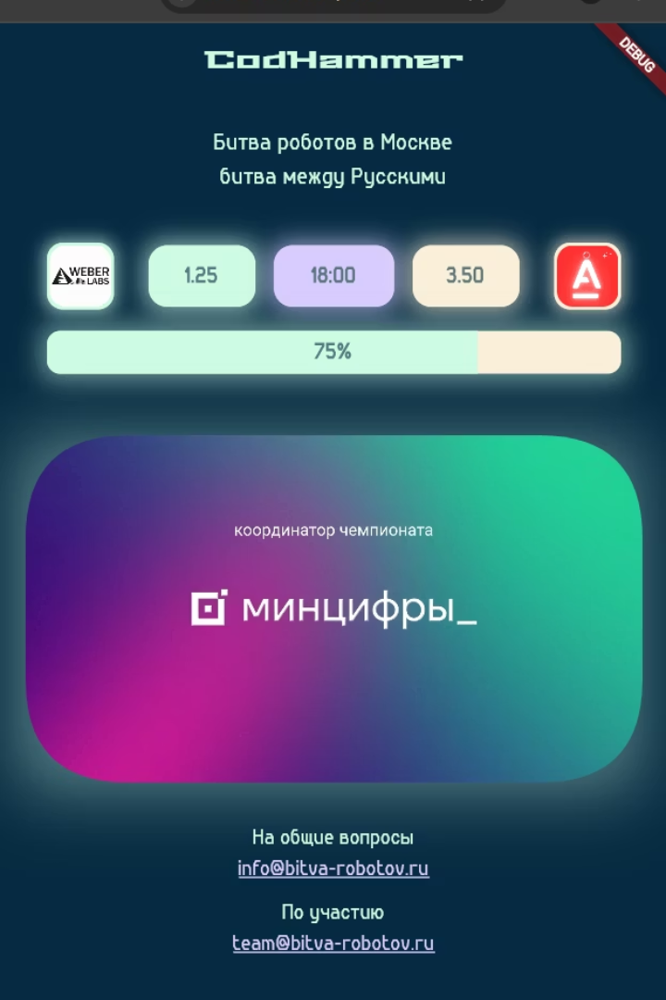 CodHammer
DEBUG
Битва роботов в Москве
битва между Русскими
WEBER
LABS
1.25
18:00
3.50
А
75%
координатор чемпионата
минцифры_
На общие вопросы
info@bitva-robotov.ru
По участию
team@bitva-robotov.ru